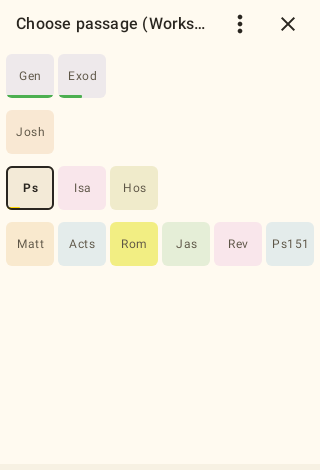 Choose passage (Works...
Gen Exod
Josh
Ps Isa Hos
Matt Acts Rom Jas Rev Ps151